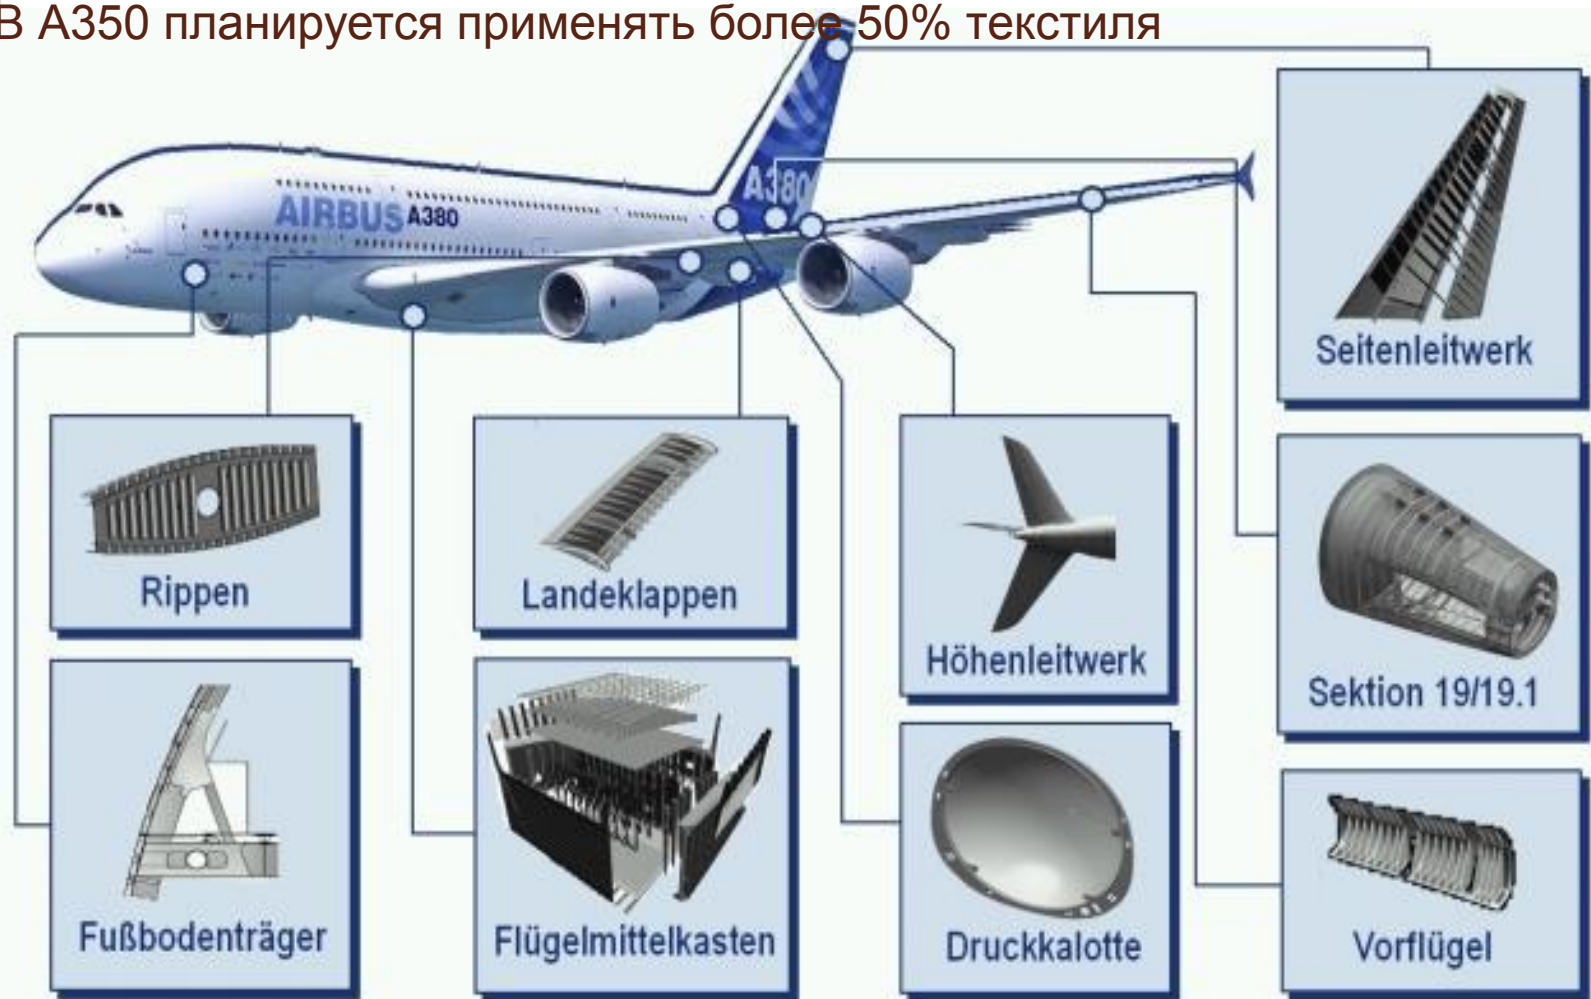 В А350 планируется применять более 50% текстиля
A380
AIRBUS A380
Seitenleitwerk
Rippen
Landeklappen
Höhenleitwerk
Sektion 19/19.1
Fußbodenträger
Flügelmittelkasten
Druckkalotte
Vorflügel